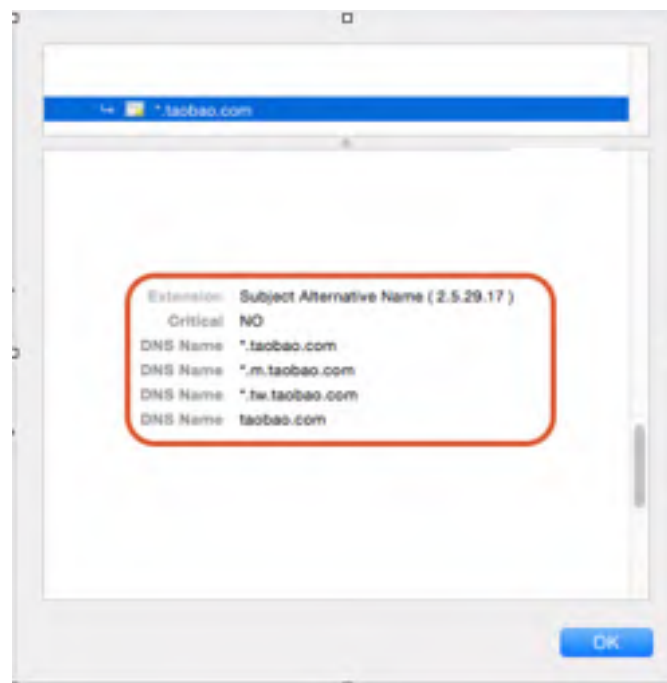 *.taobao.com
Extension Subject Alternative Name ( 2.5.29.17 )
Critical NO
DNS Name *.taobao.com
DNS Name *.m.taobao.com
DNS Name *.tw.taobao.com
DNS Name taobao.com
OK